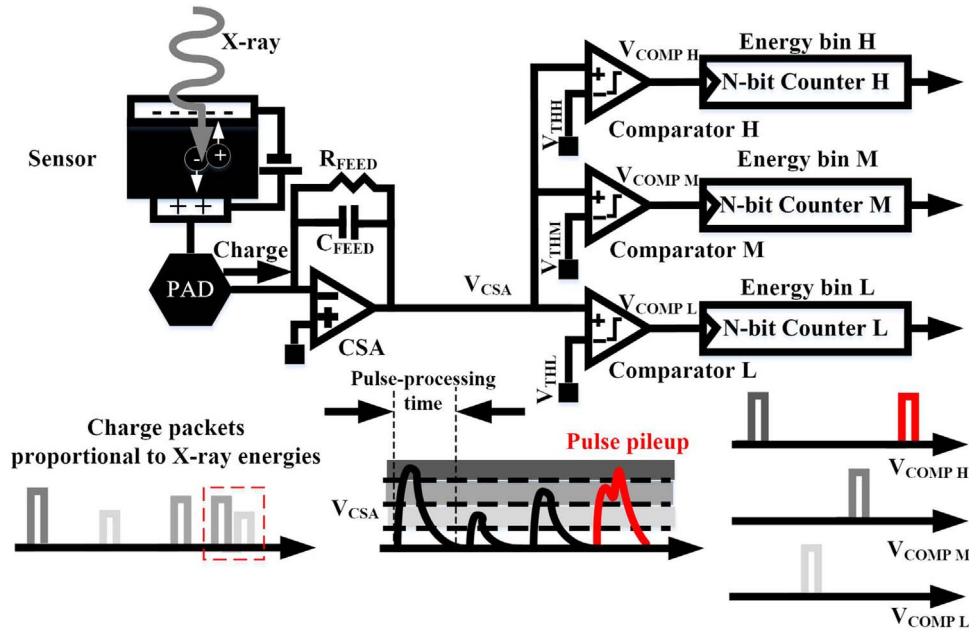 X-ray
Sensor
- - - - - -
- +
+ +
PAD
Charge
R_FEED
C_FEED
CSA
V_CSA
V_THH
V_COMP H
Comparator H
Energy bin H
N-bit Counter H
V_THM
V_COMP M
Comparator M
Energy bin M
N-bit Counter M
V_THL
V_COMP L
Comparator L
Energy bin L
N-bit Counter L
Charge packets
proportional to X-ray energies
Pulse-processing
time
Pulse pileup
V_CSA
V_COMP H
V_COMP M
V_COMP L